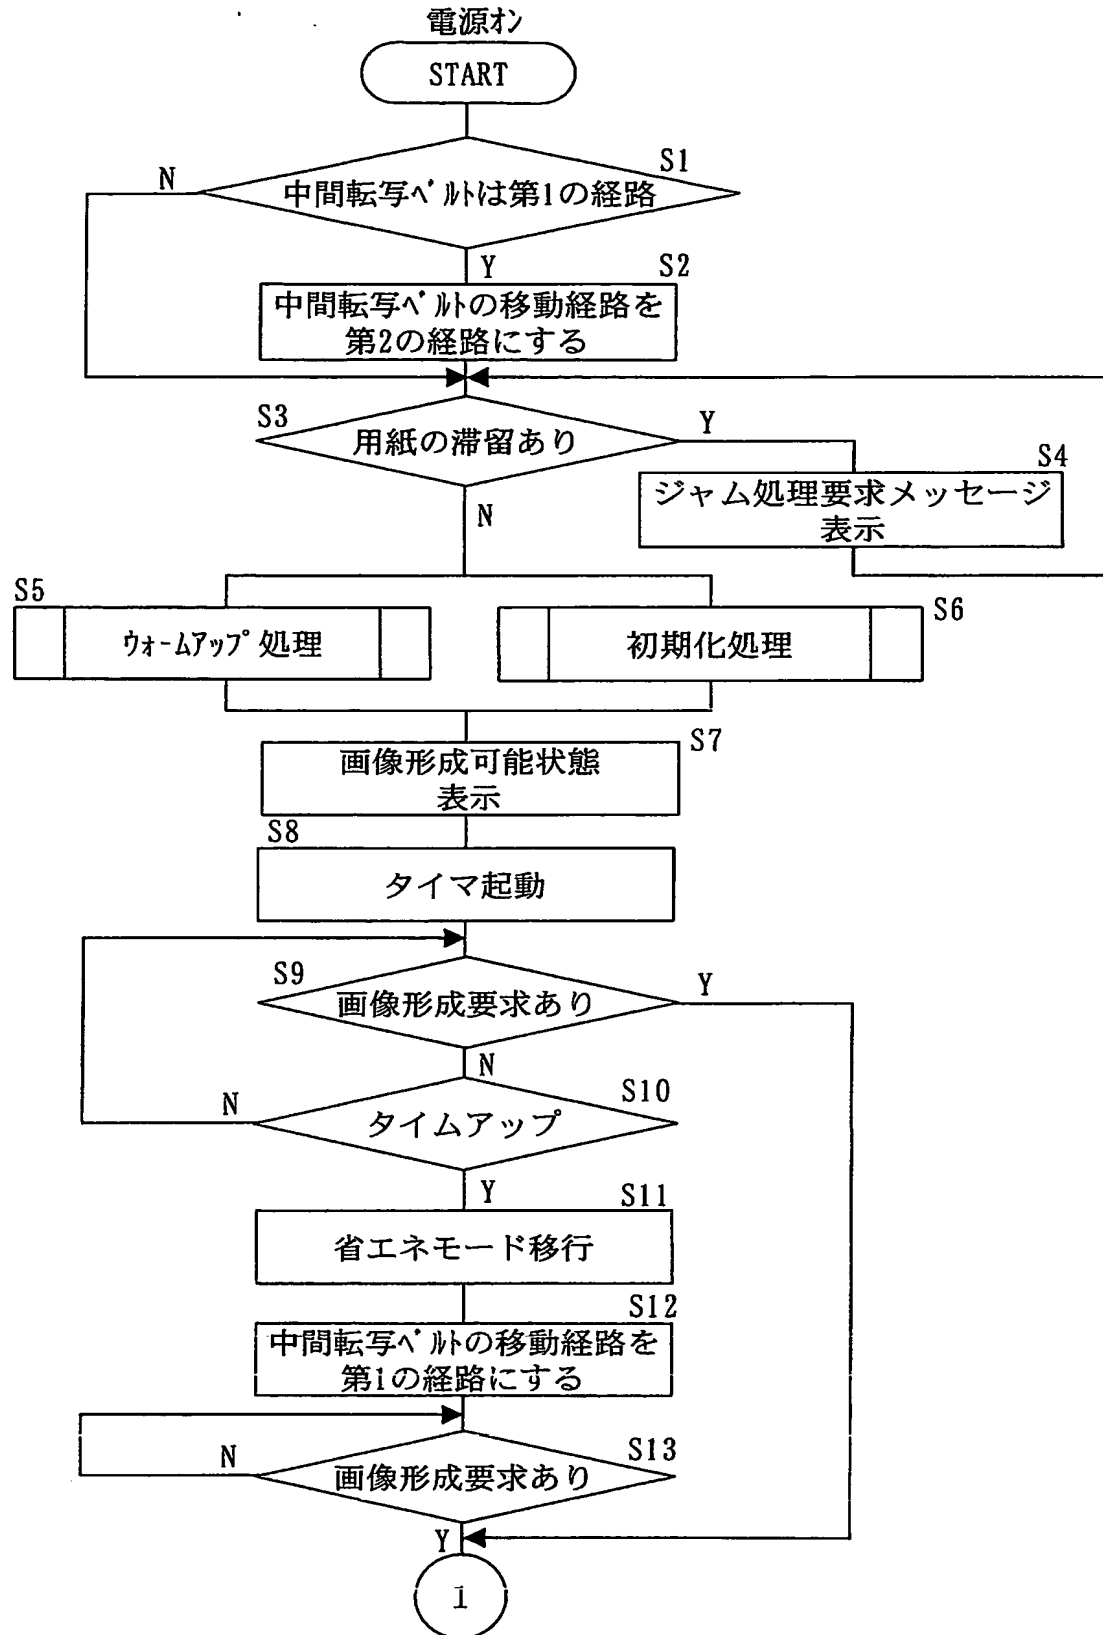 電源オン
START
S1
N
中間転写ベルトは第1の経路
Y
S2
中間転写ベルトの移動経路を
第2の経路にする
S3
用紙の滞留あり
Y
N
S4
ジャム処理要求メッセージ
表示
S5
ウォームアップ処理
S6
初期化処理
S7
画像形成可能状態
表示
S8
タイマ起動
S9
画像形成要求あり
Y
N
S10
N
タイムアップ
Y
S11
省エネモード移行
S12
中間転写ベルトの移動経路を
第1の経路にする
S13
N
画像形成要求あり
Y
1